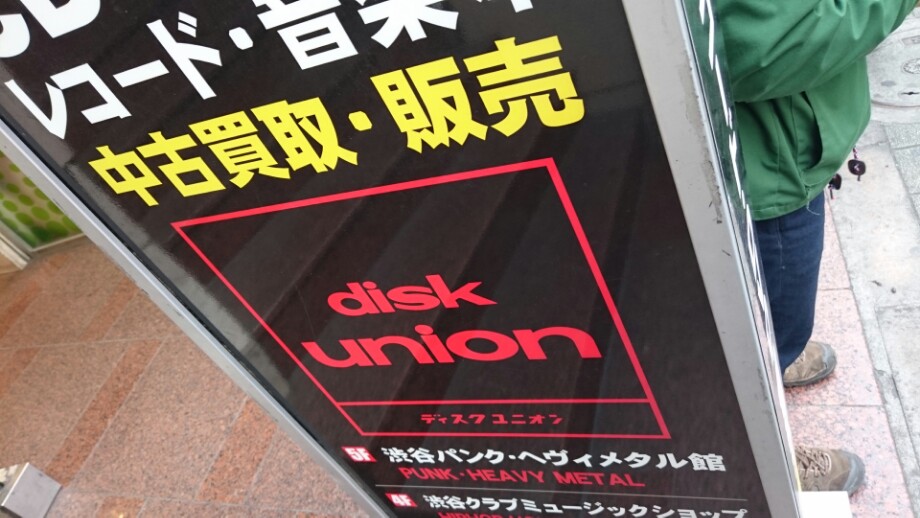 レコード・音楽
中古買取・販売
disk
union
ディスクユニオン
5F 渋谷パンク・ヘヴィメタル館
PUNK・HEAVY METAL
4F 渋谷クラブミュージックショップ